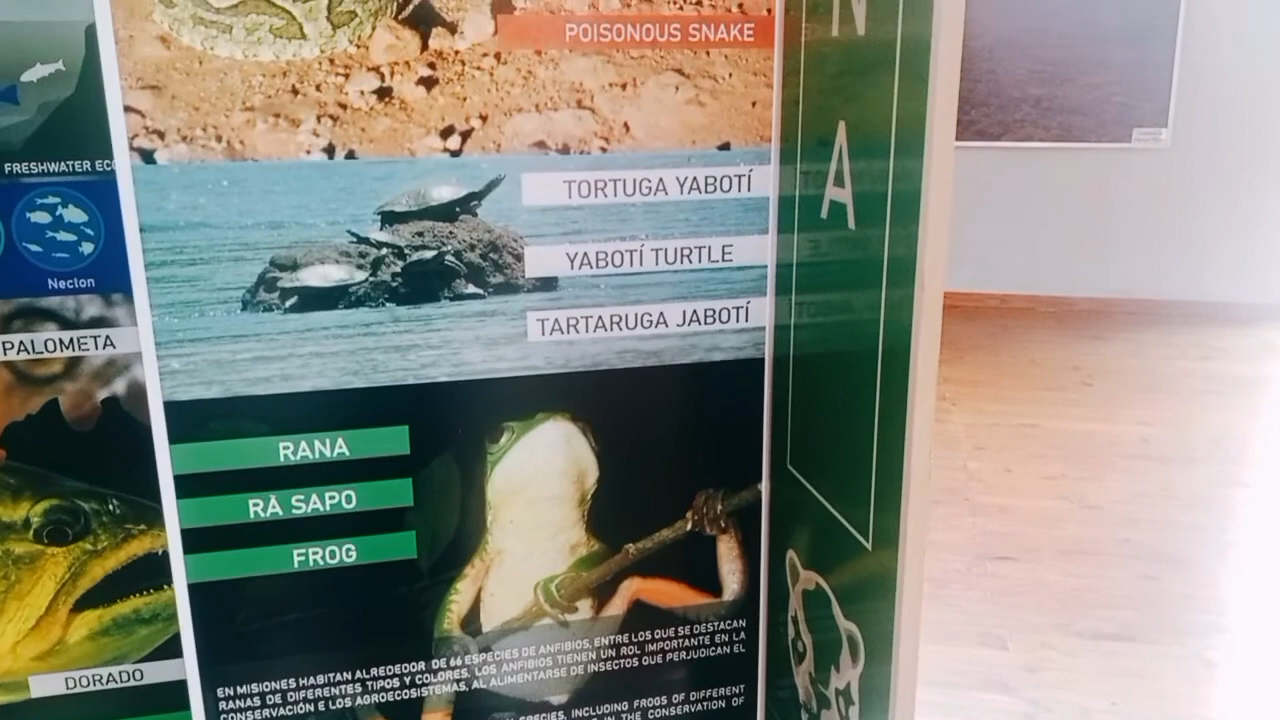 POISONOUS SNAKE
N
A
FRESHWATER
Necton
PALOMETA
DORADO
TORTUGA YABOTÍ
YABOTÍ TURTLE
TARTARUGA JABOTÍ
RANA
RÀ SAPO
FROG
EN MISIONES HABITAN ALREDEDOR DE 66 ESPECIES DE ANFIBIOS, ENTRE LOS QUE SE DESTACAN
RANAS DE DIFERENTES TIPOS Y COLORES. LOS ANFIBIOS TIENEN UN ROL IMPORTANTE EN LA
CONSERVACIÓN E LOS AGROECOSISTEMAS, AL ALIMENTARSE DE INSECTOS QUE PERJUDICAN EL
SPECIES, INCLUDING FROGS OF DIFFERENT
IN THE CONSERVATION OF